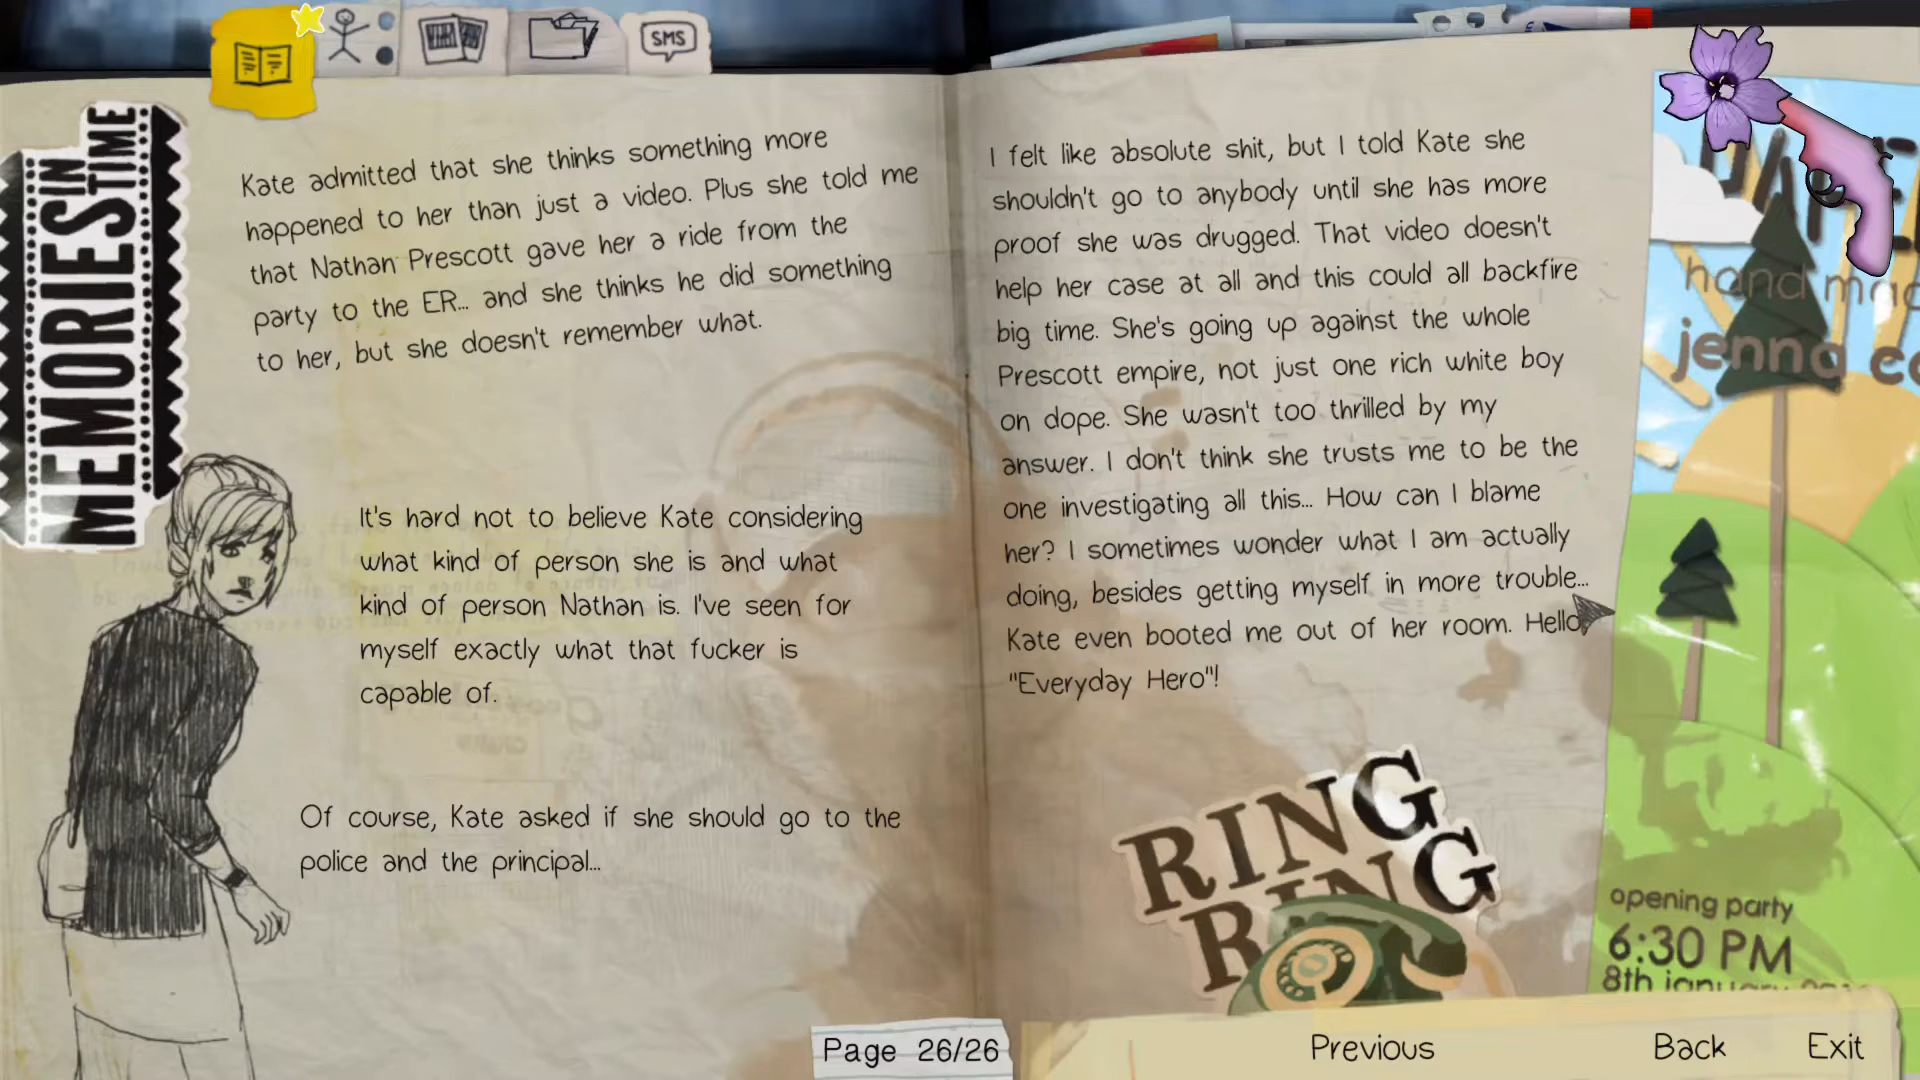 SMS
MEMORIES
IN
TIME
Kate admitted that she thinks something more
happened to her than just a video. Plus she told me
that Nathan Prescott gave her a ride from the
party to the ER... and she thinks he did something
to her, but she doesn't remember what.
It's hard not to believe Kate considering
what kind of person she is and what
kind of person Nathan is. I've seen for
myself exactly what that fucker is
capable of.
Of course, Kate asked if she should go to the
police and the principal...
I felt like absolute shit, but I told Kate she
shouldn't go to anybody until she has more
proof she was drugged. That video doesn't
help her case at all and this could all backfire
big time. She's going up against the whole
Prescott empire, not just one rich white boy
on dope. She wasn't too thrilled by my
answer. I don't think she trusts me to be the
one investigating all this... How can I blame
her? I sometimes wonder what I am actually
doing, besides getting myself in more trouble...
Kate even booted me out of her room. Hello
"Everyday Hero"!
RING
RING
hand
jenna
opening party
6:30 PM
8th january
Page 26/26
Previous
Back
Exit